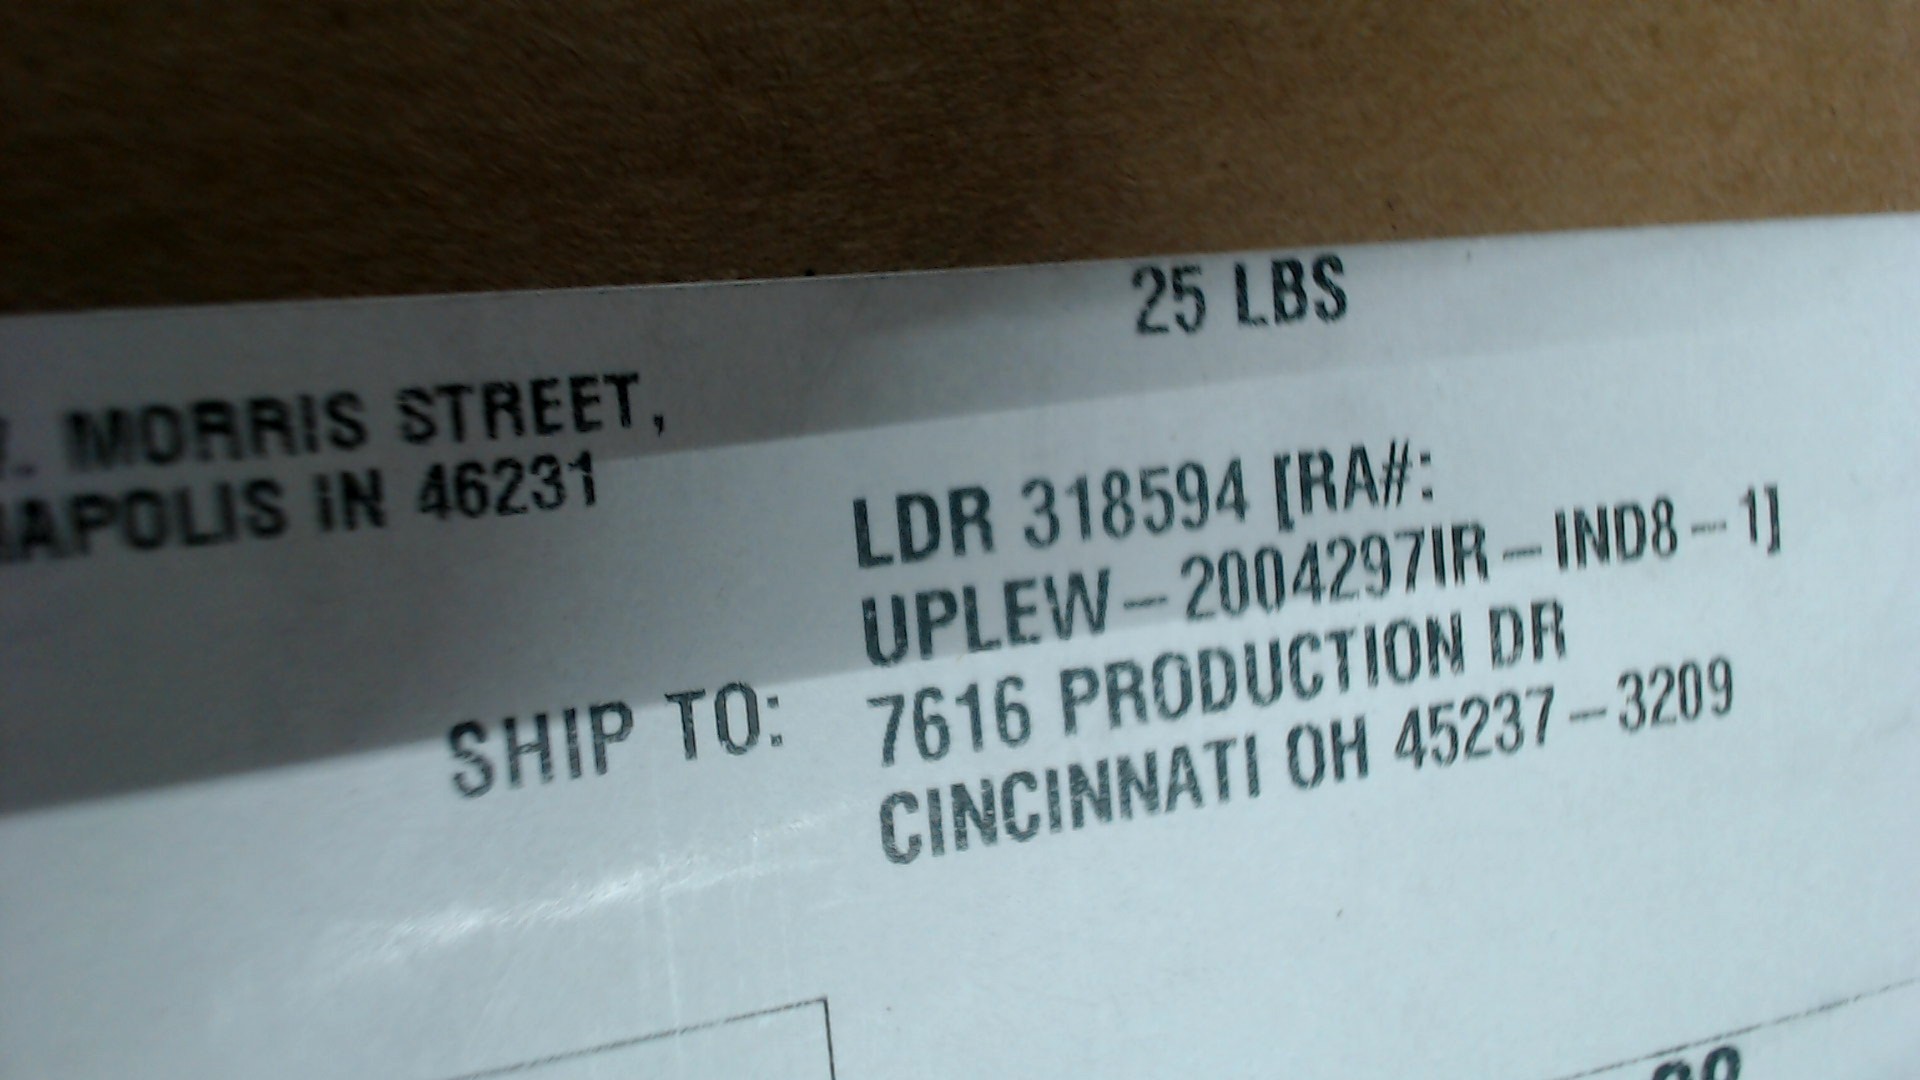 25 LBS
MORRIS STREET,
IN 46231
LDR 318594 [RA#:
UPLEW-2004297IR-IND8-1]
SHIP TO: 7616 PRODUCTION DR
CINCINNATI OH 45237-3209